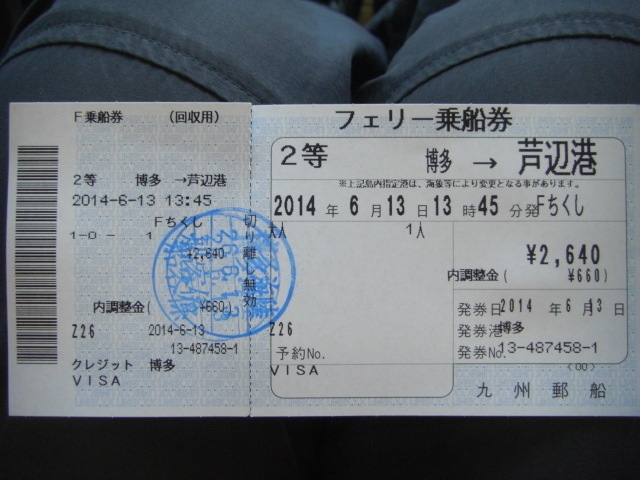 F乗船券 （回収用）
2等 博多 →芦辺港
2014-6-13 13:45
Fちくし
1-0- 1
¥2,640
内調整金( ¥660)
Z26 2014-6-13
13-487458-1
クレジット 博多
VISA
切り離し無効
26.6.13
フェリー乗船券
2等 博多 → 芦辺港
※上記島内指定港は、海象等により変更となる事があります。
2014 年 6 月 13 日 13 時 45 分発 Fちくし
大人 1人
¥2,640
内調整金( ¥660)
発券日 2014 年 6月 13 日
Z26 発券港 博多
予約No. 発券No. 13-487458-1
VISA (00)
九州郵船